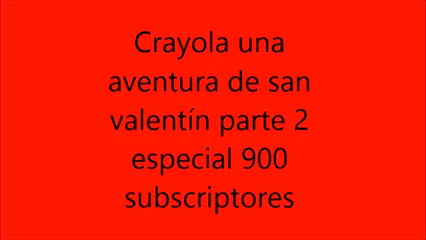 Crayola una
aventura de san
valentín parte 2
especial 900
subscriptores